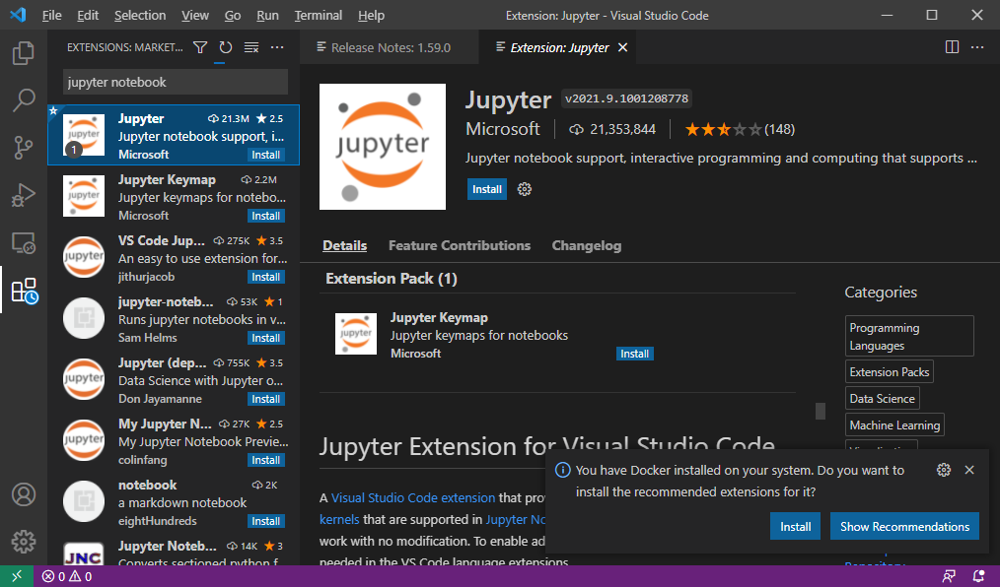 File Edit Selection View Go Run Terminal Help
Extension: Jupyter - Visual Studio Code
EXTENSIONS: MARKET...
Release Notes: 1.59.0
Extension: Jupyter
jupyter notebook
jupyter
1
Jupyter 21.3M 2.5
Jupyter notebook support, i...
Microsoft Install
jupyter
Jupyter Keymap 2.2M
Jupyter keymaps for notebo...
Microsoft Install
jupyter
VS Code Jup... 275K 3.5
An easy to use extension for...
jithurjacob Install
jupyter-noteb... 53K 1
Runs jupyter notebooks in v...
Sam Helms Install
jupyter
Jupyter (dep... 755K 3.5
Data Science with Jupyter o...
Don Jayamanne Install
jupyter
My Jupyter N... 27K 2.5
My Jupyter Notebook Previe...
colinfang Install
notebook 2K
a markdown notebook
eightHundreds Install
JNC
Jupyter Noteb... 14K 3
Converts sectioned python f...
jupyter
Jupyter v2021.9.1001208778
Microsoft 21,353,844 (148)
Jupyter notebook support, interactive programming and computing that supports ...
Install
Details Feature Contributions Changelog
Extension Pack (1)
jupyter
Jupyter Keymap
Jupyter keymaps for notebooks
Microsoft Install
Jupyter Extension for Visual Studio Code
A Visual Studio Code extension that pro
kernels that are supported in Jupyter No
work with no modification. To enable ad
needed in the VS Code language extensions.
Categories
Programming
Languages
Extension Packs
Data Science
Machine Learning
Visualization
You have Docker installed on your system. Do you want to
install the recommended extensions for it?
Install Show Recommendations
Repository
0 0